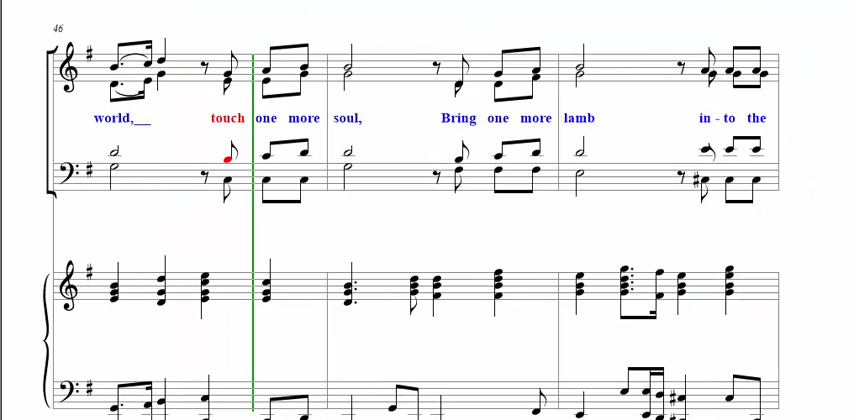 46
world,__ touch one more soul, Bring one more lamb in - to the